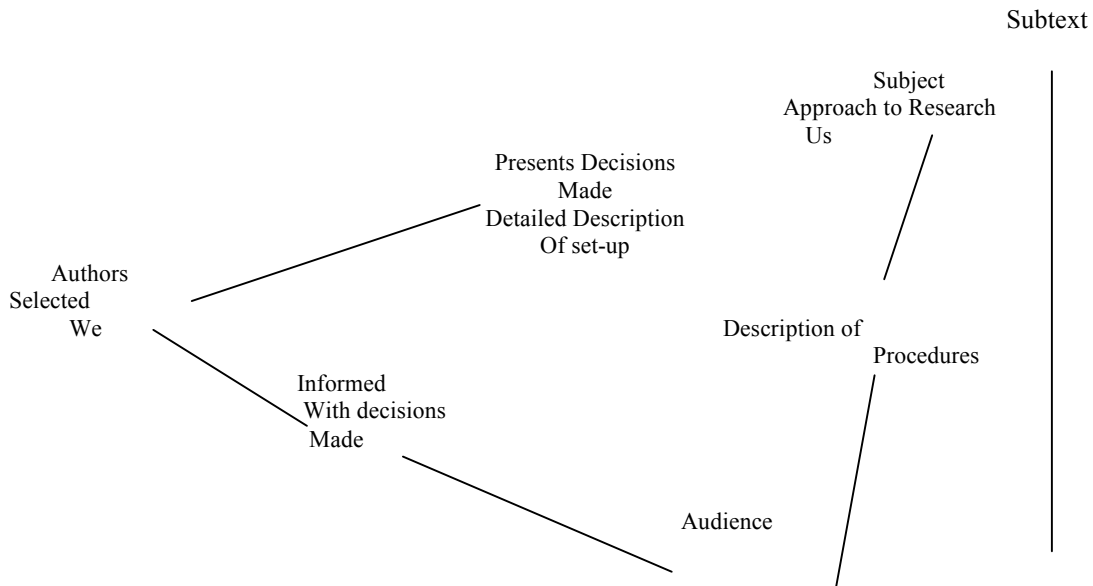 Subtext
Subject
Approach to Research
Us
Presents Decisions
Made
Detailed Description
Of set-up
Authors
Selected
We
Description of
Procedures
Informed
With decisions
Made
Audience